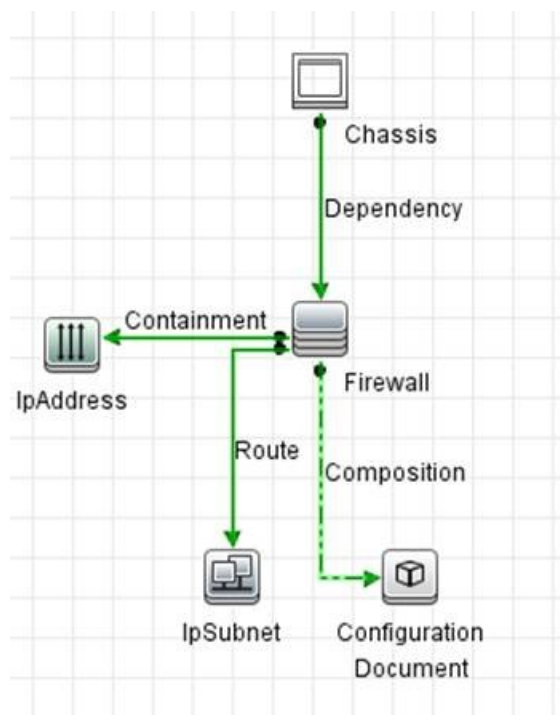 Chassis
Dependency
Containment
IpAddress
Firewall
Route
Composition
IpSubnet
Configuration
Document